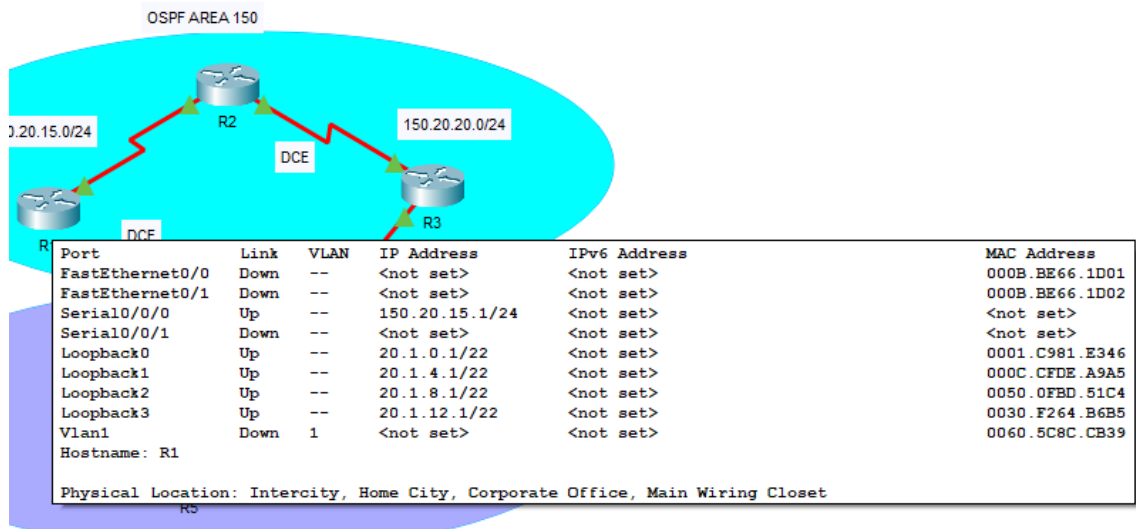 OSPF AREA 150
R2
150.20.20.0/24
0.20.15.0/24
DCE
R3
DCE
R
Port Link VLAN IP Address IPv6 Address MAC Address
FastEthernet0/0 Down -- <not set> <not set> 000B.BE66.1D01
FastEthernet0/1 Down -- <not set> <not set> 000B.BE66.1D02
Serial0/0/0 Up -- 150.20.15.1/24 <not set> <not set>
Serial0/0/1 Down -- <not set> <not set> <not set>
Loopback0 Up -- 20.1.0.1/22 <not set> 0001.C981.E346
Loopback1 Up -- 20.1.4.1/22 <not set> 000C.CFDE.A9A5
Loopback2 Up -- 20.1.8.1/22 <not set> 0050.0FBD.51C4
Loopback3 Up -- 20.1.12.1/22 <not set> 0030.F264.B6B5
Vlan1 Down 1 <not set> <not set> 0060.5C8C.CB39
Hostname: R1
Physical Location: Intercity, Home City, Corporate Office, Main Wiring Closet
R5